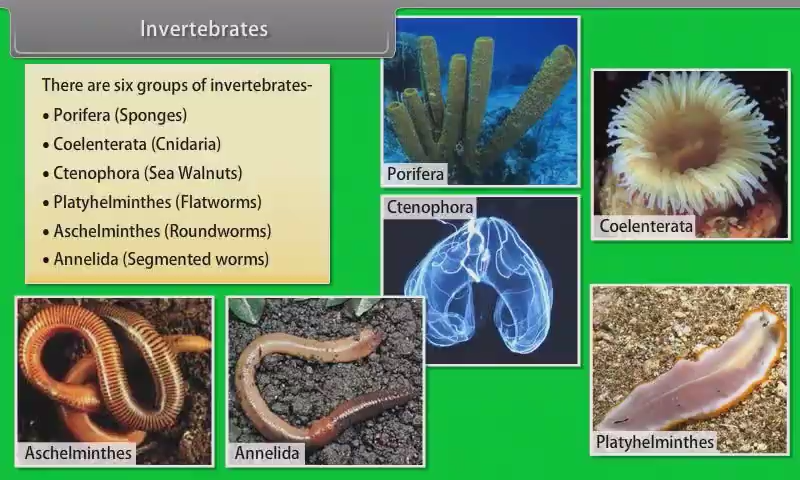 Invertebrates
There are six groups of invertebrates-
• Porifera (Sponges)
• Coelenterata (Cnidaria)
• Ctenophora (Sea Walnuts)
• Platyhelminthes (Flatworms)
• Aschelminthes (Roundworms)
• Annelida (Segmented worms)
Porifera
Coelenterata
Ctenophora
Platyhelminthes
Aschelminthes
Annelida